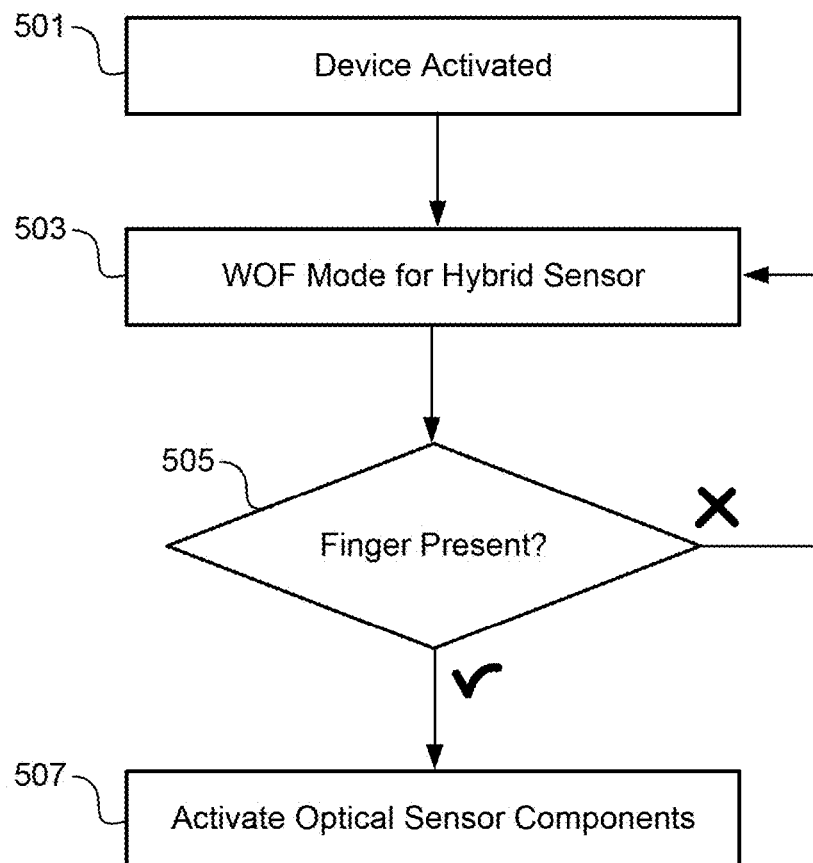 501
Device Activated
503
WOF Mode for Hybrid Sensor
505
Finger Present?
507
Activate Optical Sensor Components